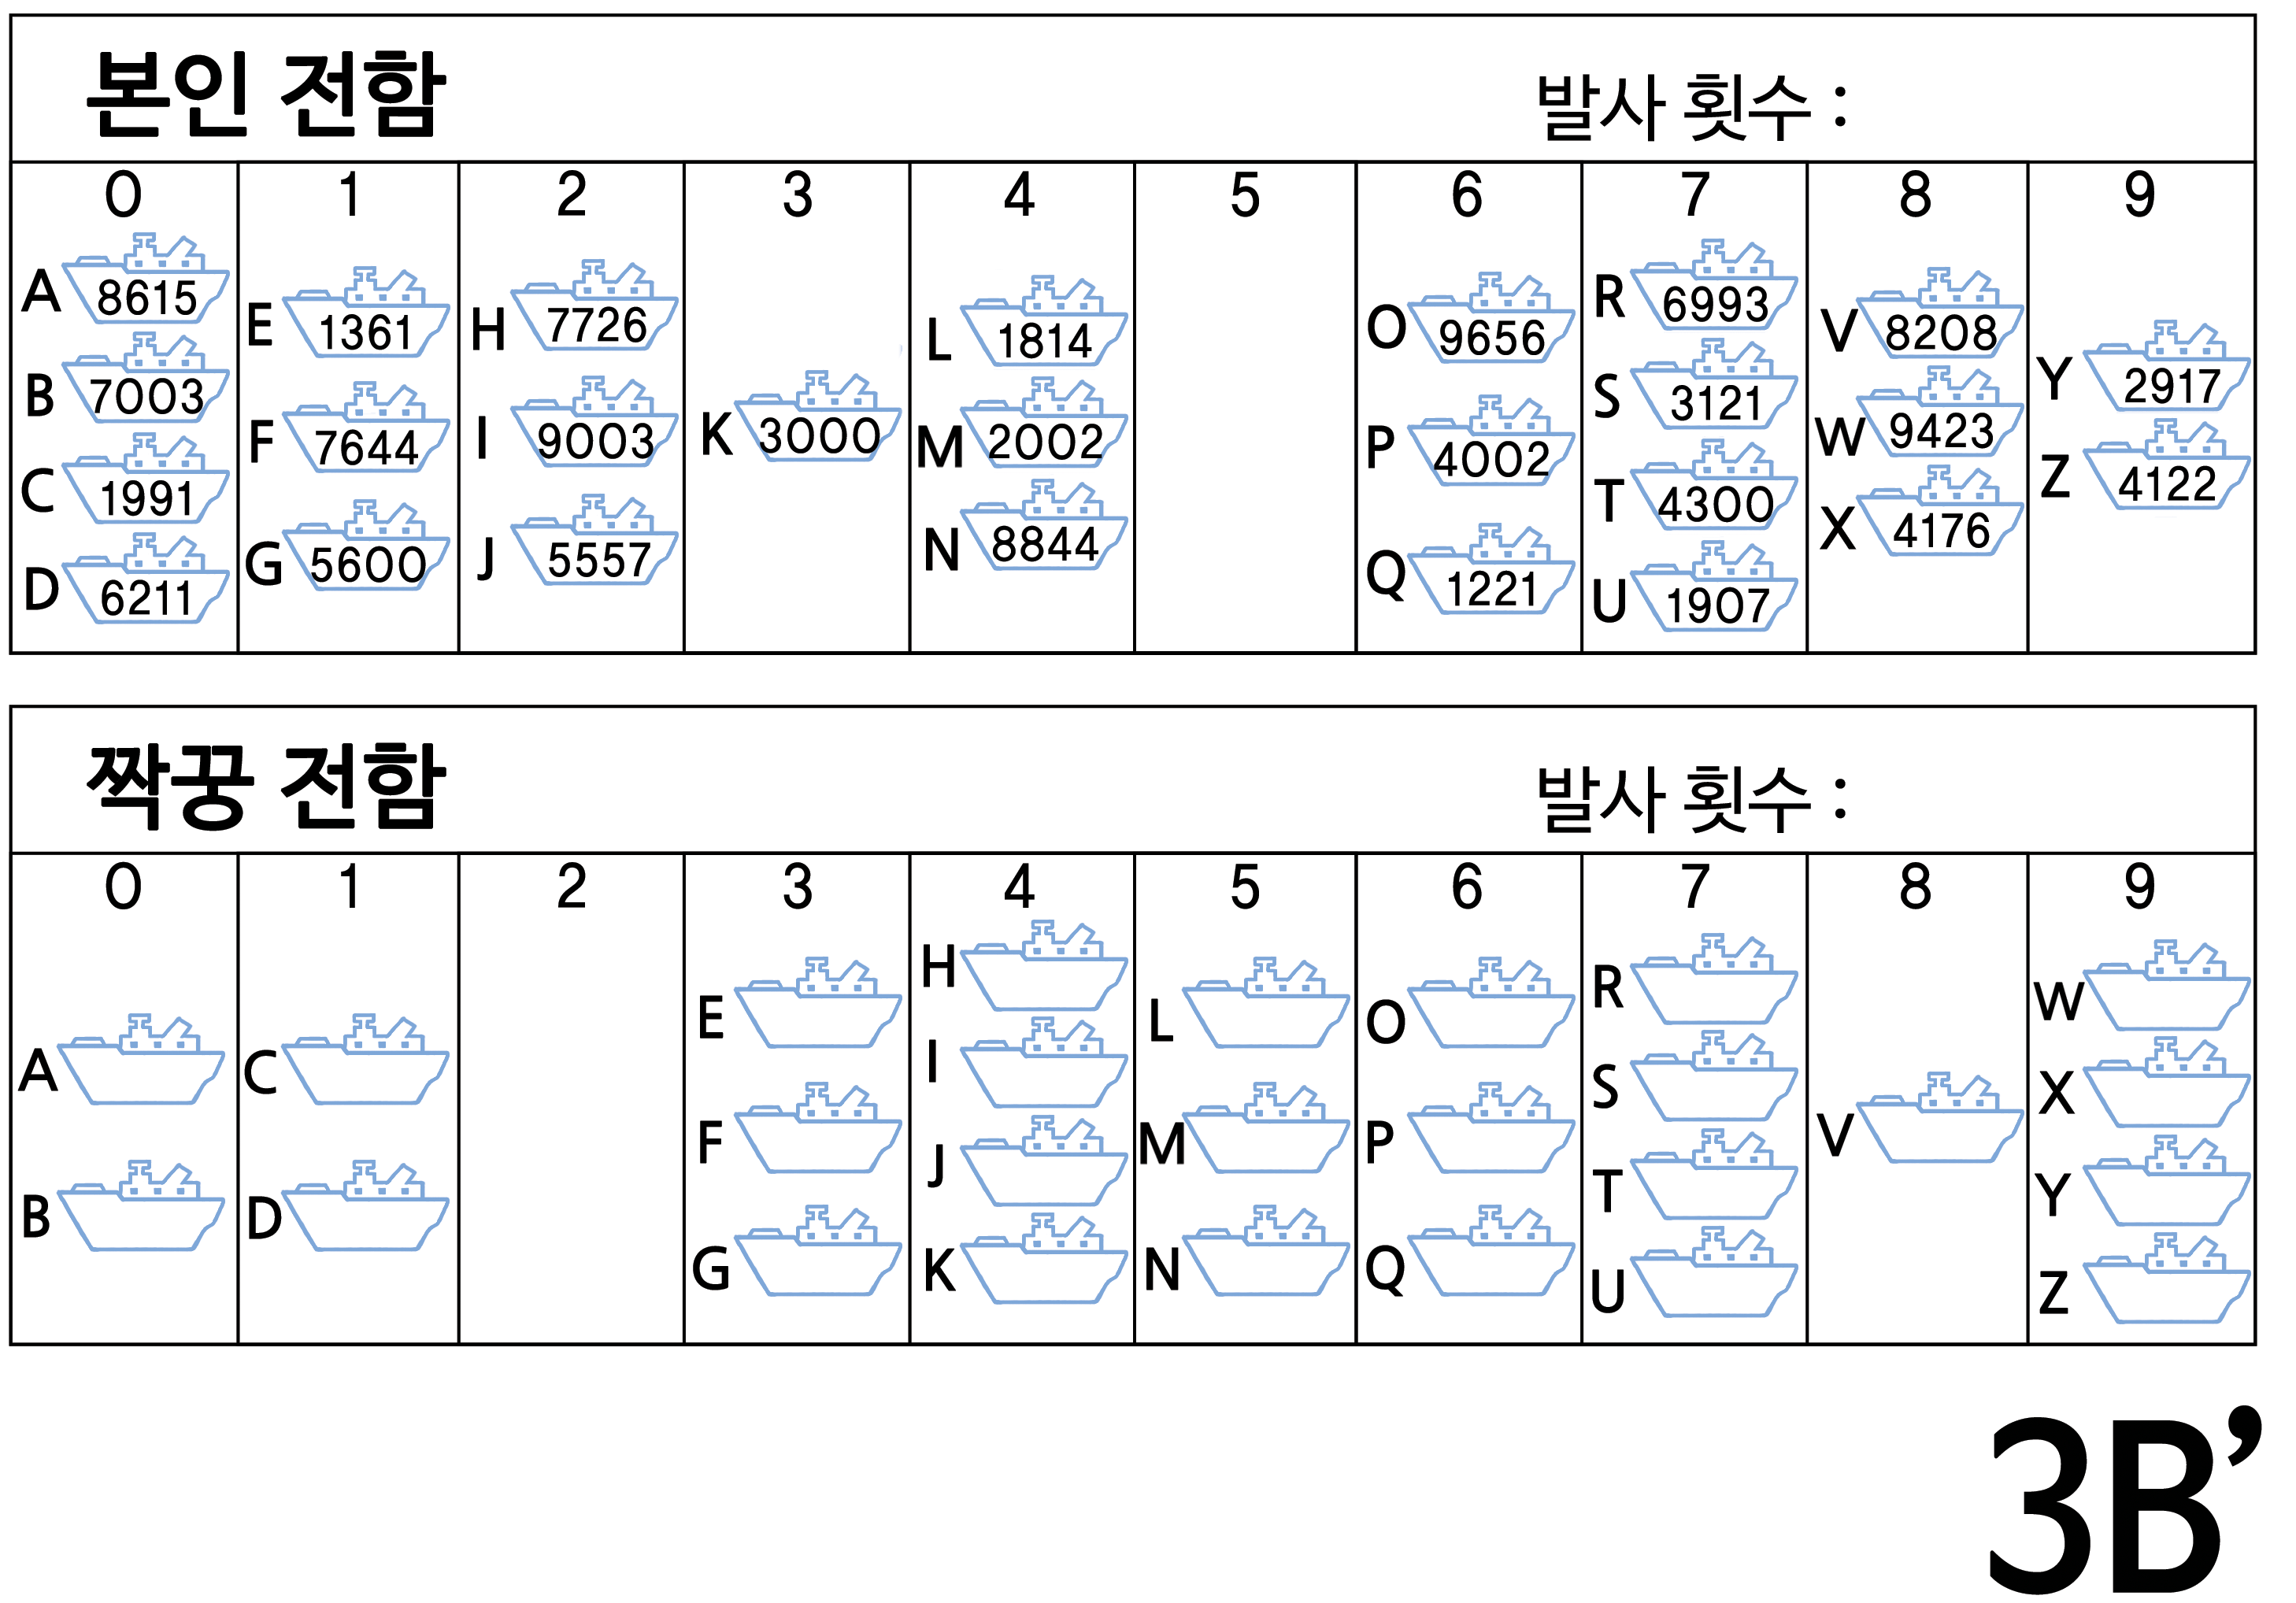 본인 전함 발사 횟수 :
0 1 2 3 4 5 6 7 8 9
A 8615
B 7003
C 1991
D 6211
E 1361
F 7644
G 5600
H 7726
I 9003
J 5557
K 3000
L 1814
M 2002
N 8844
O 9656
P 4002
Q 1221
R 6993
S 3121
T 4300
U 1907
V 8208
W 9423
X 4176
Y 2917
Z 4122
짝꿍 전함 발사 횟수 :
0 1 2 3 4 5 6 7 8 9
A
B
C
D
E
F
G
H
I
J
K
L
M
N
O
P
Q
R
S
T
U
V
W
X
Y
Z
3B’